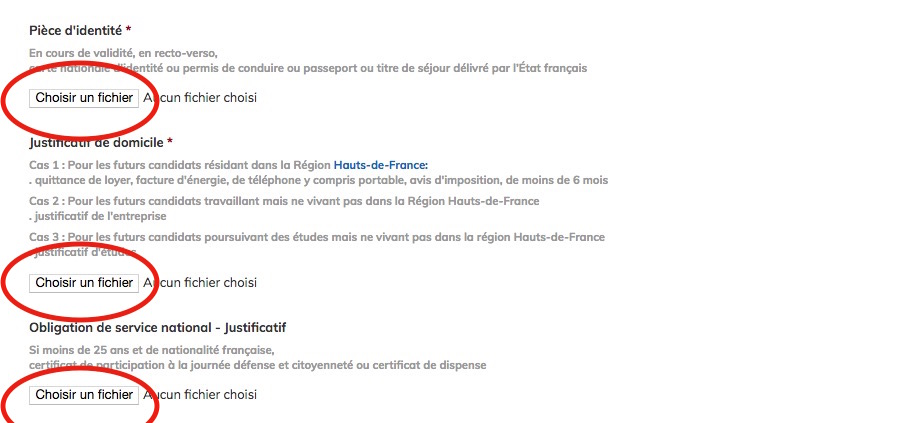 Pièce d'identité *
En cours de validité, en recto-verso,
carte nationale d'identité ou permis de conduire ou passeport ou titre de séjour délivré par l'État français
Choisir un fichier Aucun fichier choisi
Justificatif de domicile *
Cas 1 : Pour les futurs candidats résidant dans la Région Hauts-de-France:
. quittance de loyer, facture d'énergie, de téléphone y compris portable, avis d'imposition, de moins de 6 mois
Cas 2 : Pour les futurs candidats travaillant mais ne vivant pas dans la Région Hauts-de-France
. justificatif de l'entreprise
Cas 3 : Pour les futurs candidats poursuivant des études mais ne vivant pas dans la région Hauts-de-France
. justificatif d'études
Choisir un fichier Aucun fichier choisi
Obligation de service national - Justificatif
Si moins de 25 ans et de nationalité française,
certificat de participation à la journée défense et citoyenneté ou certificat de dispense
Choisir un fichier Aucun fichier choisi